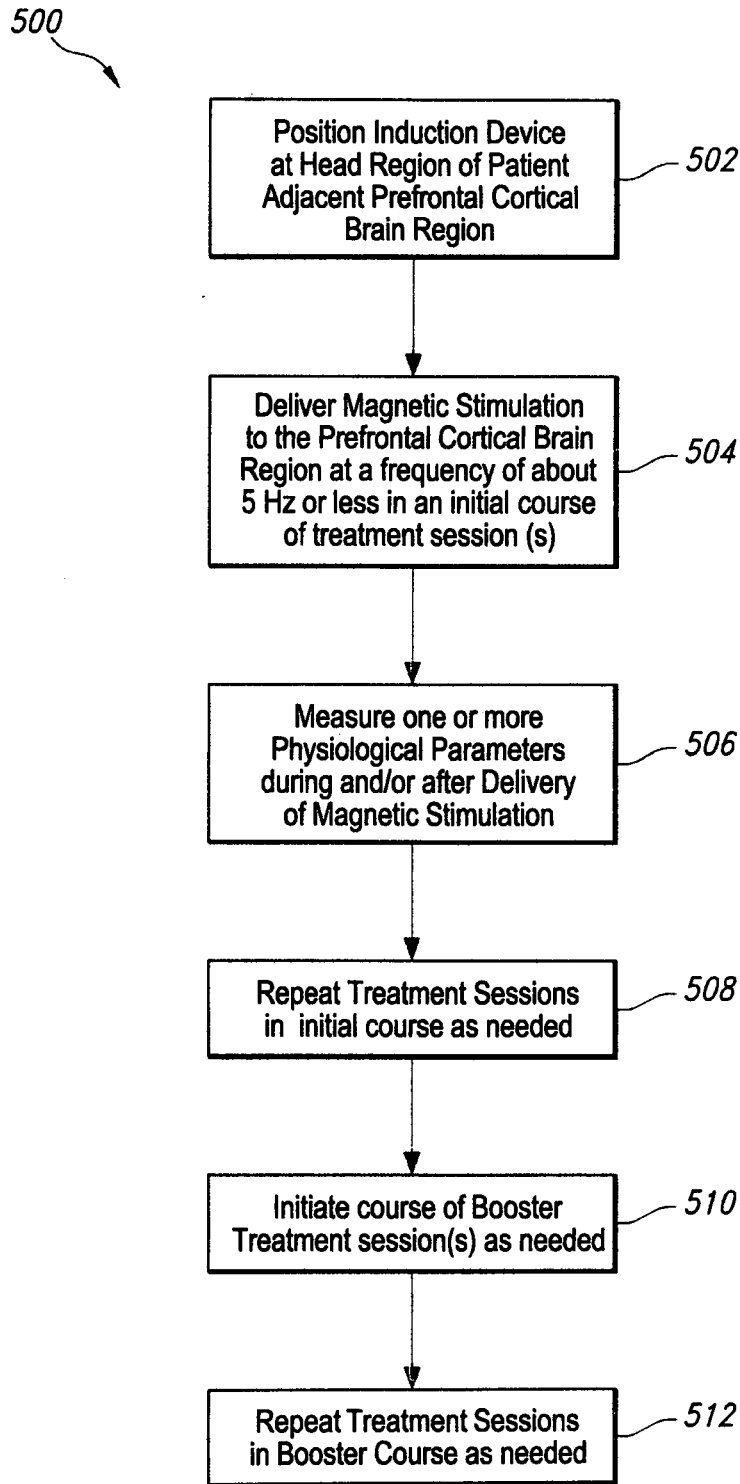 500
Position Induction Device
at Head Region of Patient
Adjacent Prefrontal Cortical
Brain Region
502
Deliver Magnetic Stimulation
to the Prefrontal Cortical Brain
Region at a frequency of about
5 Hz or less in an initial course
of treatment session (s)
504
Measure one or more
Physiological Parameters
during and/or after Delivery
of Magnetic Stimulation
506
Repeat Treatment Sessions
in initial course as needed
508
Initiate course of Booster
Treatment session(s) as needed
510
Repeat Treatment Sessions
in Booster Course as needed
512